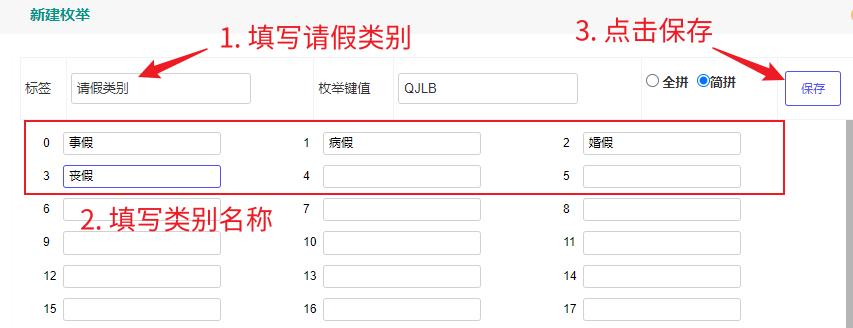 新建枚举
1. 填写请假类别
3. 点击保存
标签 请假类别 枚举键值 QJLB 全拼 简拼 保存
0 事假 1 病假 2 婚假
3 丧假 4 5
6 7 8
2. 填写类别名称
9 10 11
12 13 14
15 16 17